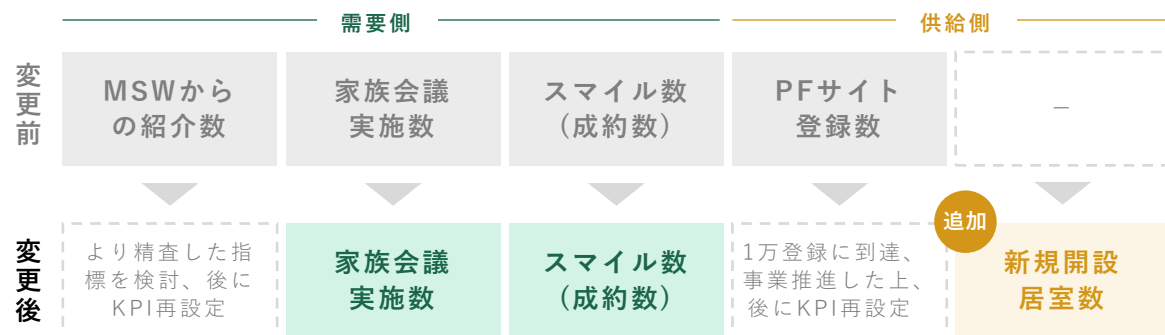 需要側
供給側
変更前
MSWから
の紹介数
家族会議
実施数
スマイル数
(成約数)
PFサイト
登録数
–
変更後
より精査した指
標を検討、後に
KPI再設定
家族会議
実施数
スマイル数
(成約数)
1万登録に到達、
事業推進した上、
後にKPI再設定
追加
新規開設
居室数